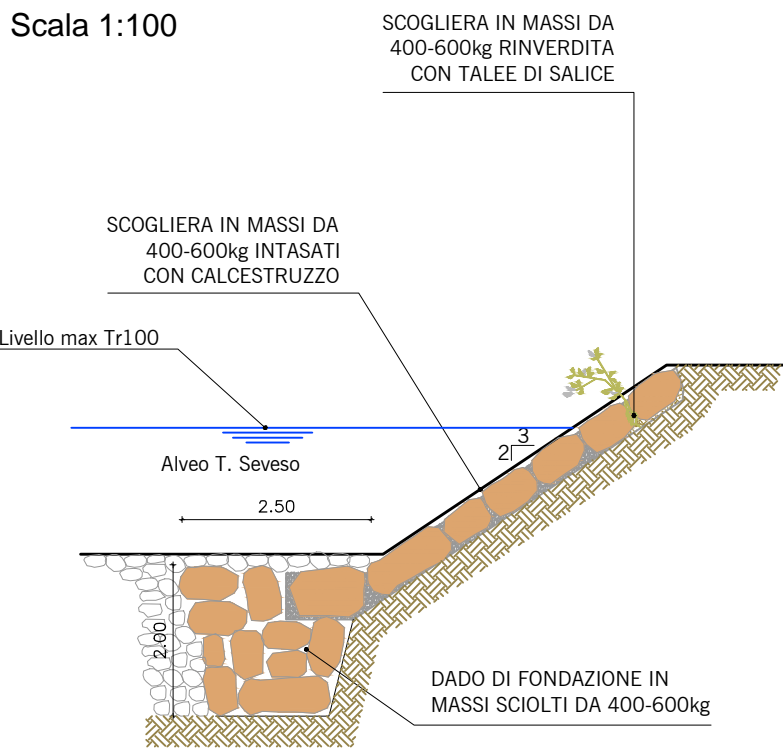 Scala 1:100
SCOGLIERA IN MASSI DA
400-600kg RINVERDITA
CON TALEE DI SALICE
SCOGLIERA IN MASSI DA
400-600kg INTASATI
CON CALCESTRUZZO
Livello max Tr100
3
2
Alveo T. Seveso
2.50
2.00
DADO DI FONDAZIONE IN
MASSI SCIOLTI DA 400-600kg